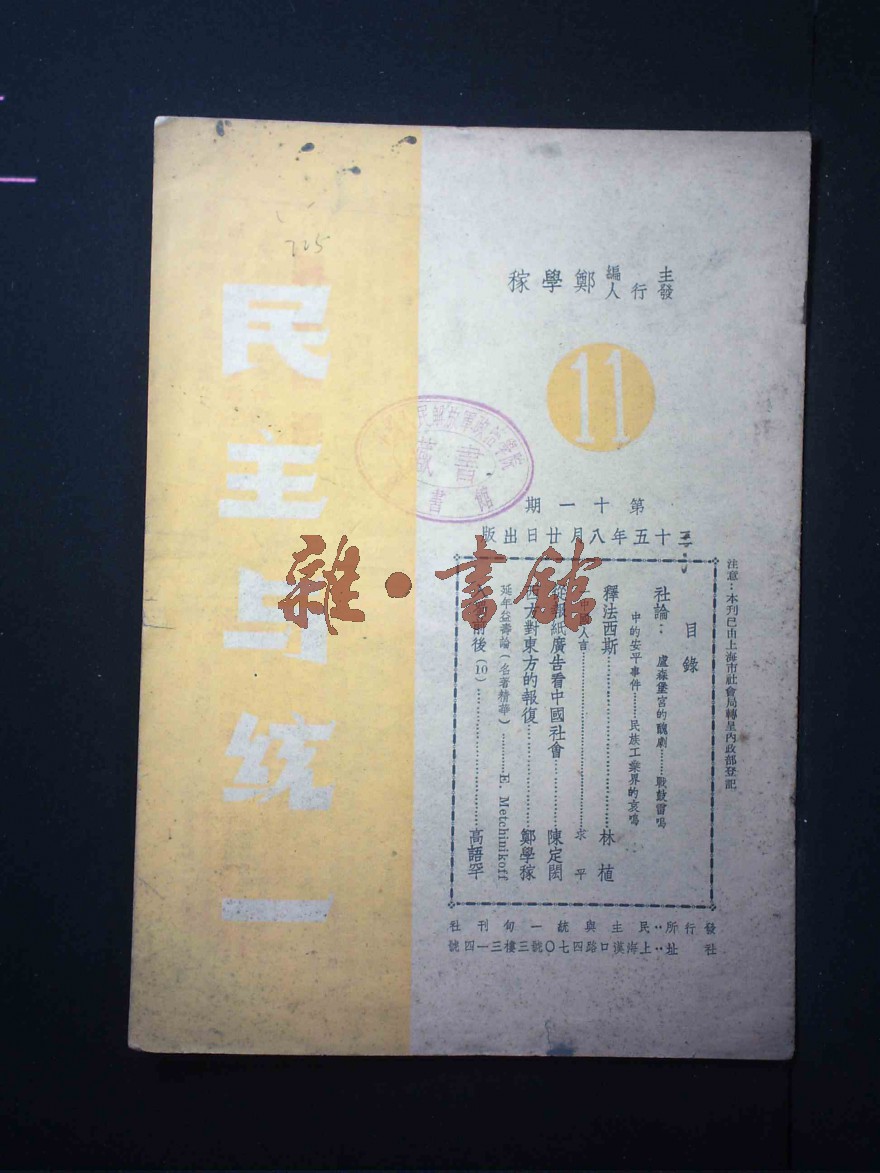 725
民主与统一
主編
發行人 鄭學稼
11
第十一期
三十五年八月廿日出版
注意：本刊已由上海市社會局轉呈內政部登記
目錄
社論：盧森堡宮的醜劇……戰鼓雷鳴
中的安平事件……民族工業界的哀鳴
釋法西斯……林植
人言……求平
報紙廣告看中國社會……陳定閎
方對東方的報復……鄭學稼
延年益壽論（名著精華）……E. Metchinikoff
前後（10）……高語罕
發行所：民主與統一旬刊社
社址：上海漢口路四七〇號三樓三一四號
藏書
書館
雜·書館